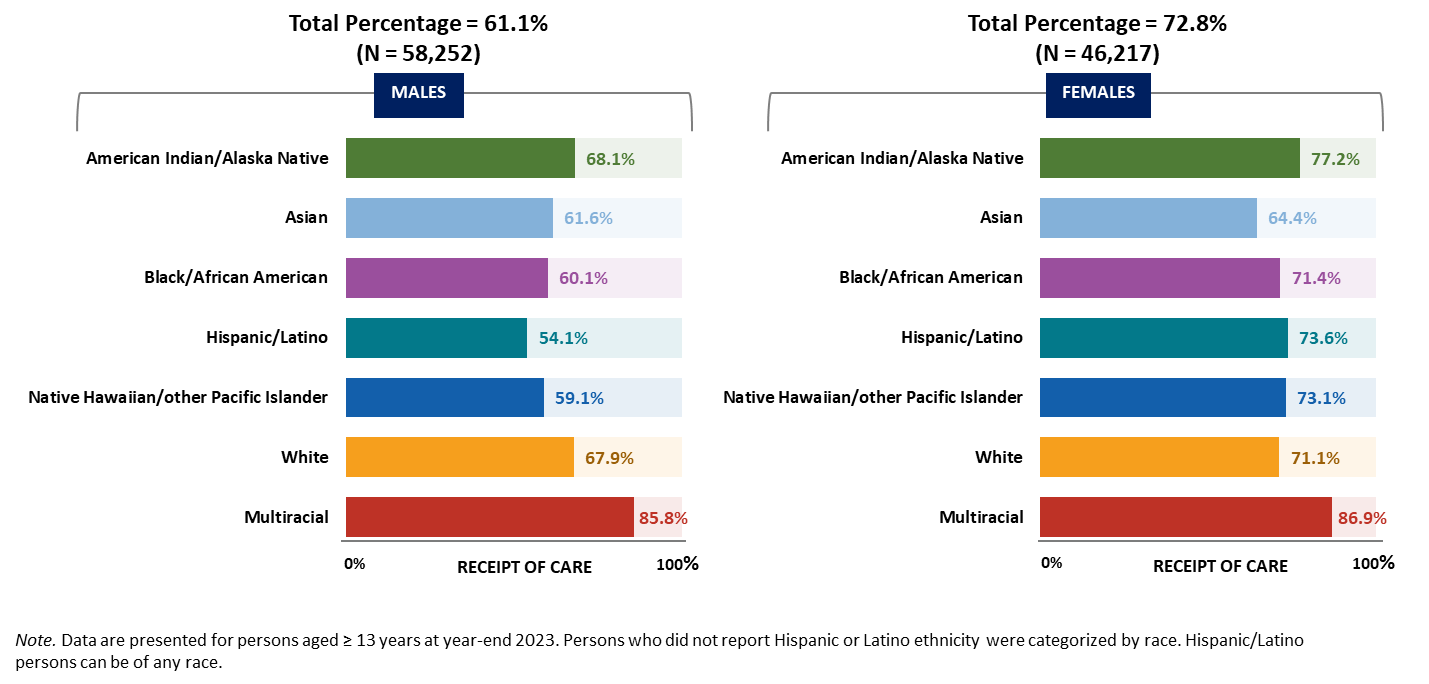 Total Percentage = 61.1%
(N = 58,252)
MALES
American Indian/Alaska Native 68.1%
Asian 61.6%
Black/African American 60.1%
Hispanic/Latino 54.1%
Native Hawaiian/other Pacific Islander 59.1%
White 67.9%
Multiracial 85.8%
0% RECEIPT OF CARE 100%
Total Percentage = 72.8%
(N = 46,217)
FEMALES
American Indian/Alaska Native 77.2%
Asian 64.4%
Black/African American 71.4%
Hispanic/Latino 73.6%
Native Hawaiian/other Pacific Islander 73.1%
White 71.1%
Multiracial 86.9%
0% RECEIPT OF CARE 100%
Note. Data are presented for persons aged ≥ 13 years at year-end 2023. Persons who did not report Hispanic or Latino ethnicity were categorized by race. Hispanic/Latino
persons can be of any race.